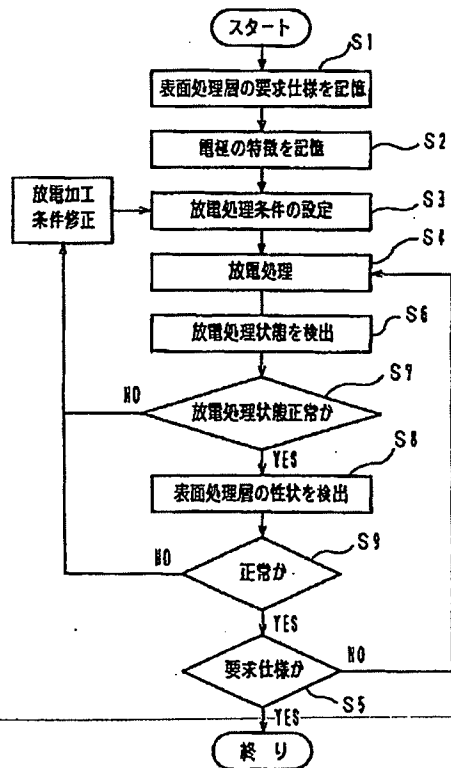 スタート
S1
表面処理層の要求仕様を記憶
S2
電極の特徴を記憶
放電加工
条件修正
S3
放電処理条件の設定
S4
放電処理
S6
放電処理状態を検出
S7
NO
放電処理状態正常か
YES
S8
表面処理層の性状を検出
S9
NO
正常か
YES
NO
要求仕様か
S5
YES
終り